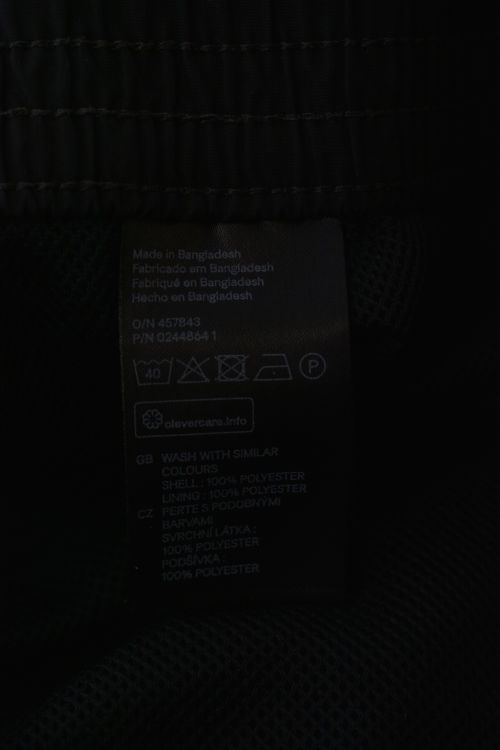 Made in Bangladesh
Fabricado em Bangladesh
Fabriqué en Bangladesh
Hecho en Bangladesh
O/N 457843
P/N 02448641
40 P
clevercare.info
GB WASH WITH SIMILAR
COLOURS
SHELL : 100% POLYESTER
LINING : 100% POLYESTER
CZ PERTE S PODOBNÝMI
BARVAMI
SVRCHNÍ LÁTKA :
100% POLYESTER
PODŠÍVKA :
100% POLYESTER